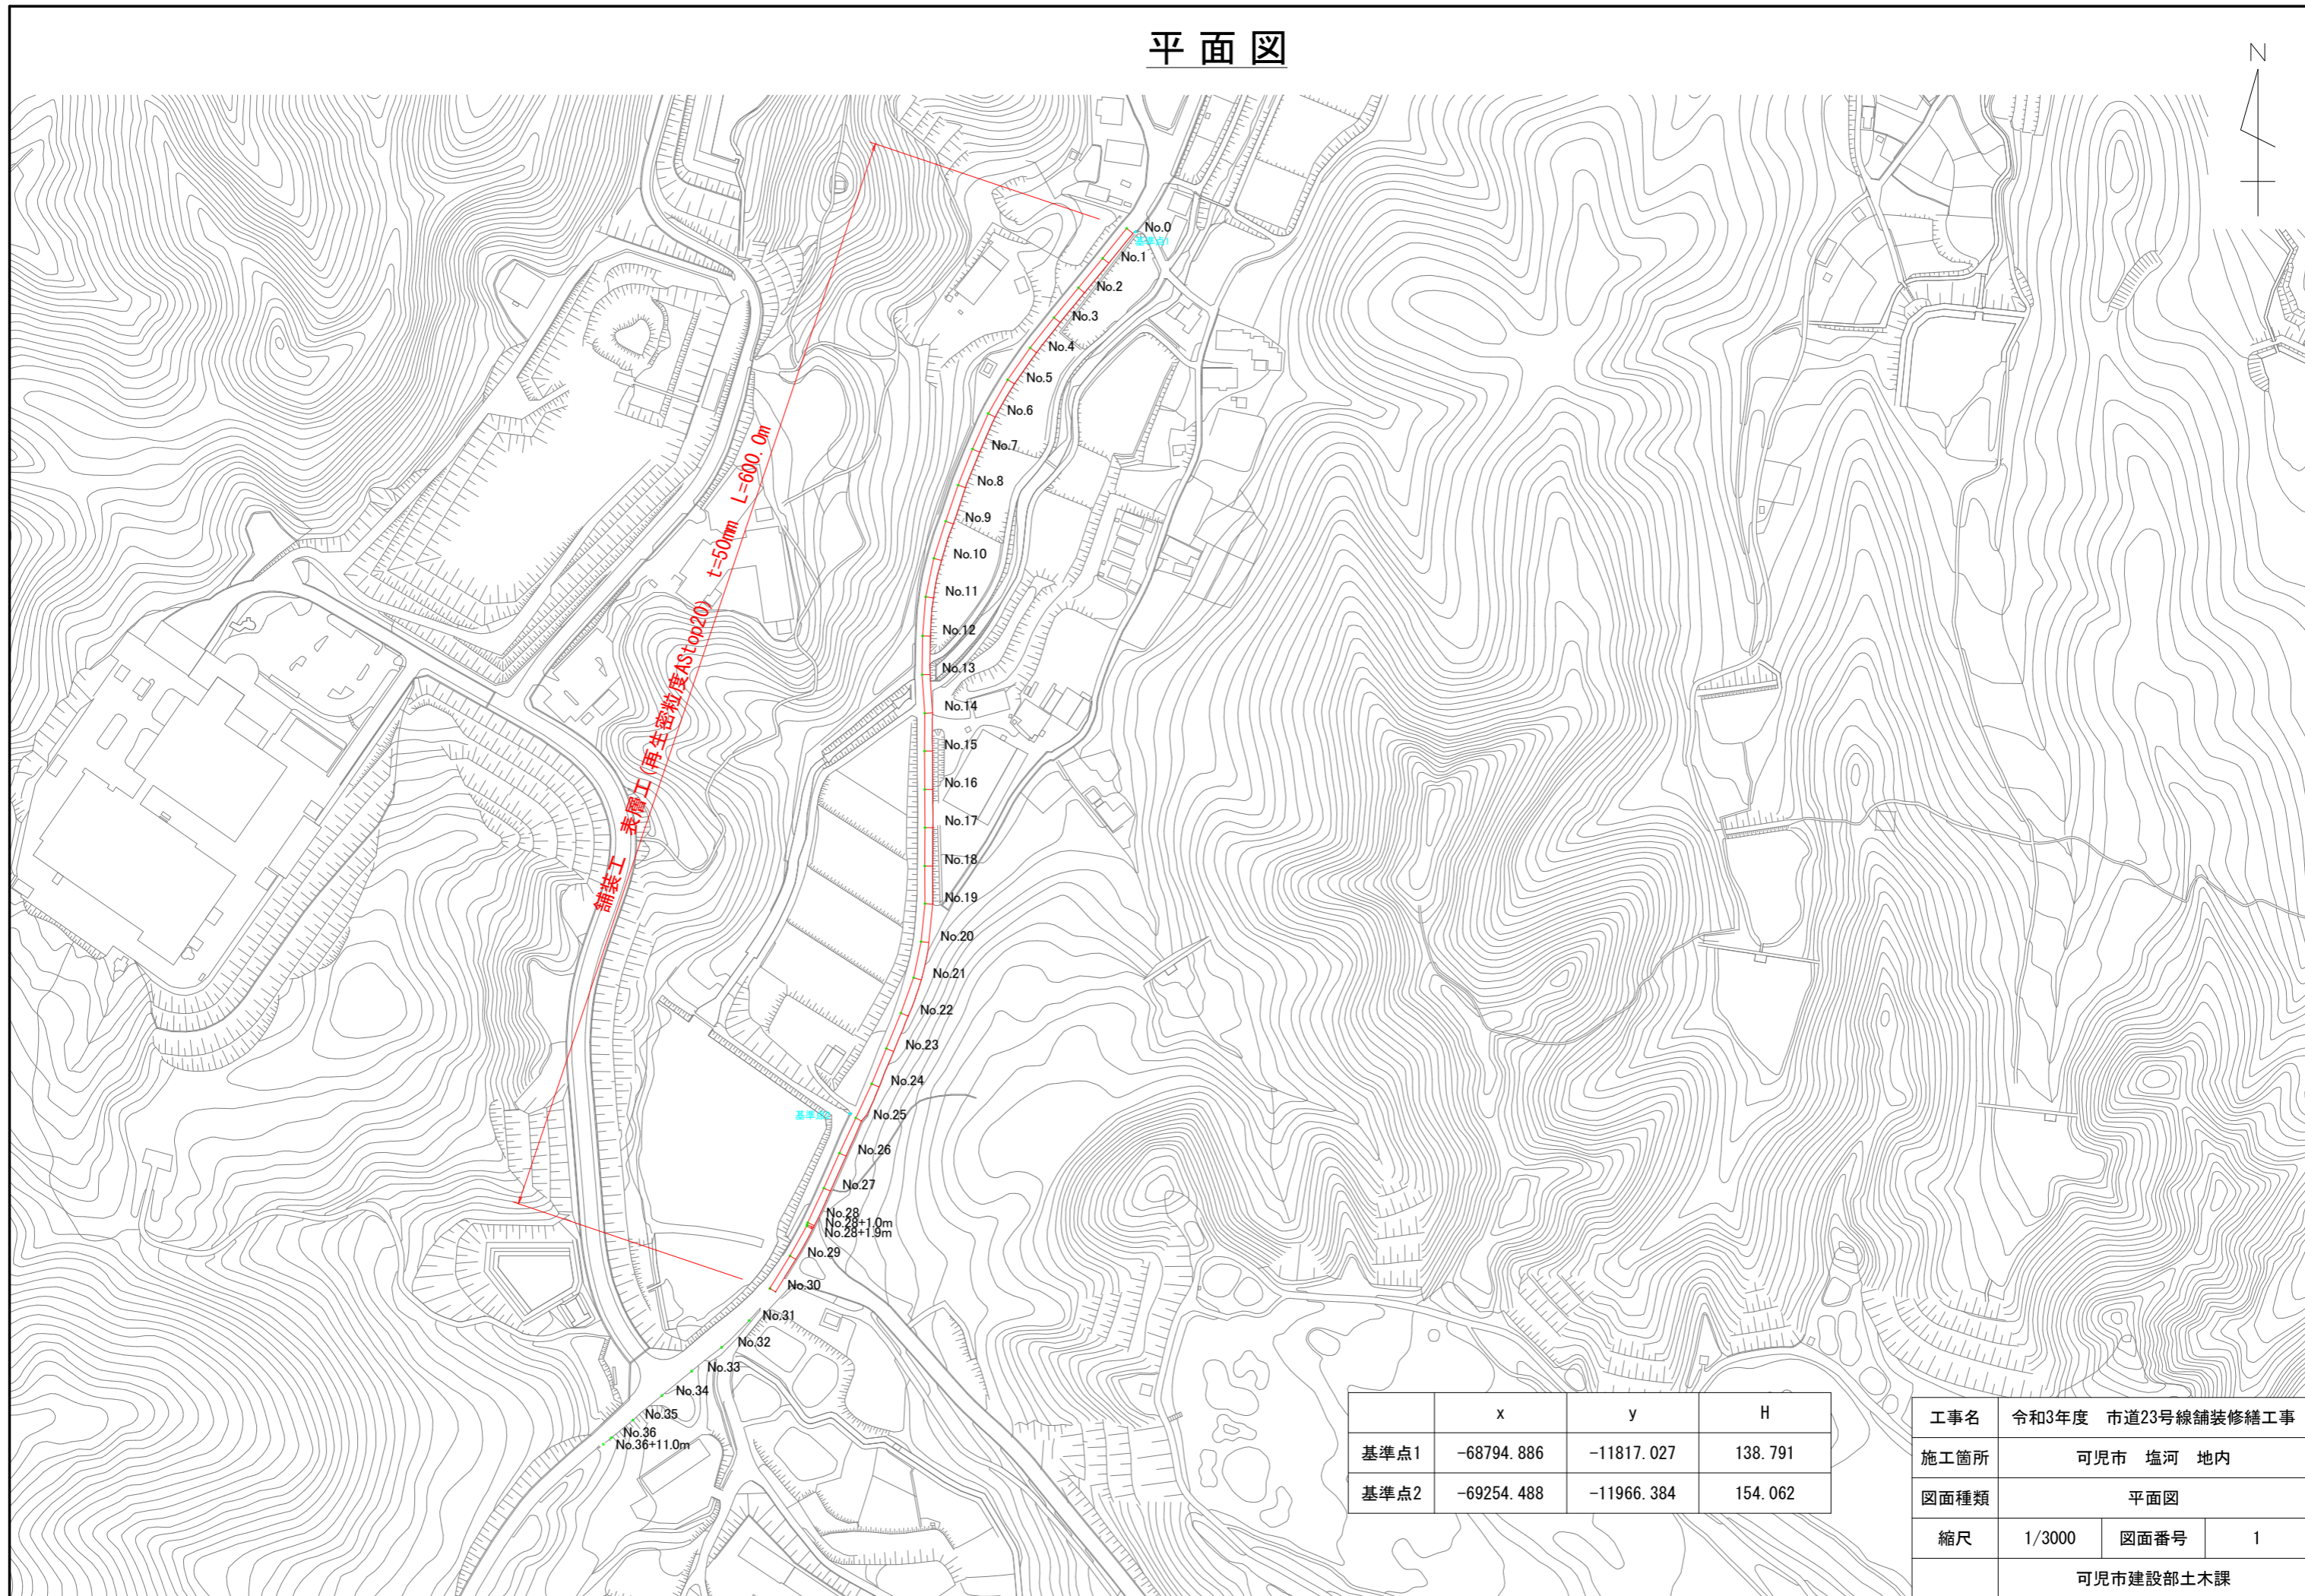 平面図
N
No.0
基準点1
No.1
No.2
No.3
No.4
No.5
No.6
No.7
No.8
No.9
No.10
No.11
No.12
No.13
No.14
No.15
No.16
No.17
No.18
No.19
No.20
No.21
No.22
No.23
No.24
基準点2
No.25
No.26
No.27
No.28
No.28+1.0m
No.28+1.9m
No.29
No.30
No.31
No.32
No.33
No.34
No.35
No.36
No.36+11.0m
舗装工 表層工(再生密粒度AStop20) t=50mm L=600.0m
x y H
基準点1 -68794.886 -11817.027 138.791
基準点2 -69254.488 -11966.384 154.062
工事名 令和3年度 市道23号線舗装修繕工事
施工箇所 可児市 塩河 地内
図面種類 平面図
縮尺 1/3000 図面番号 1
可児市建設部土木課